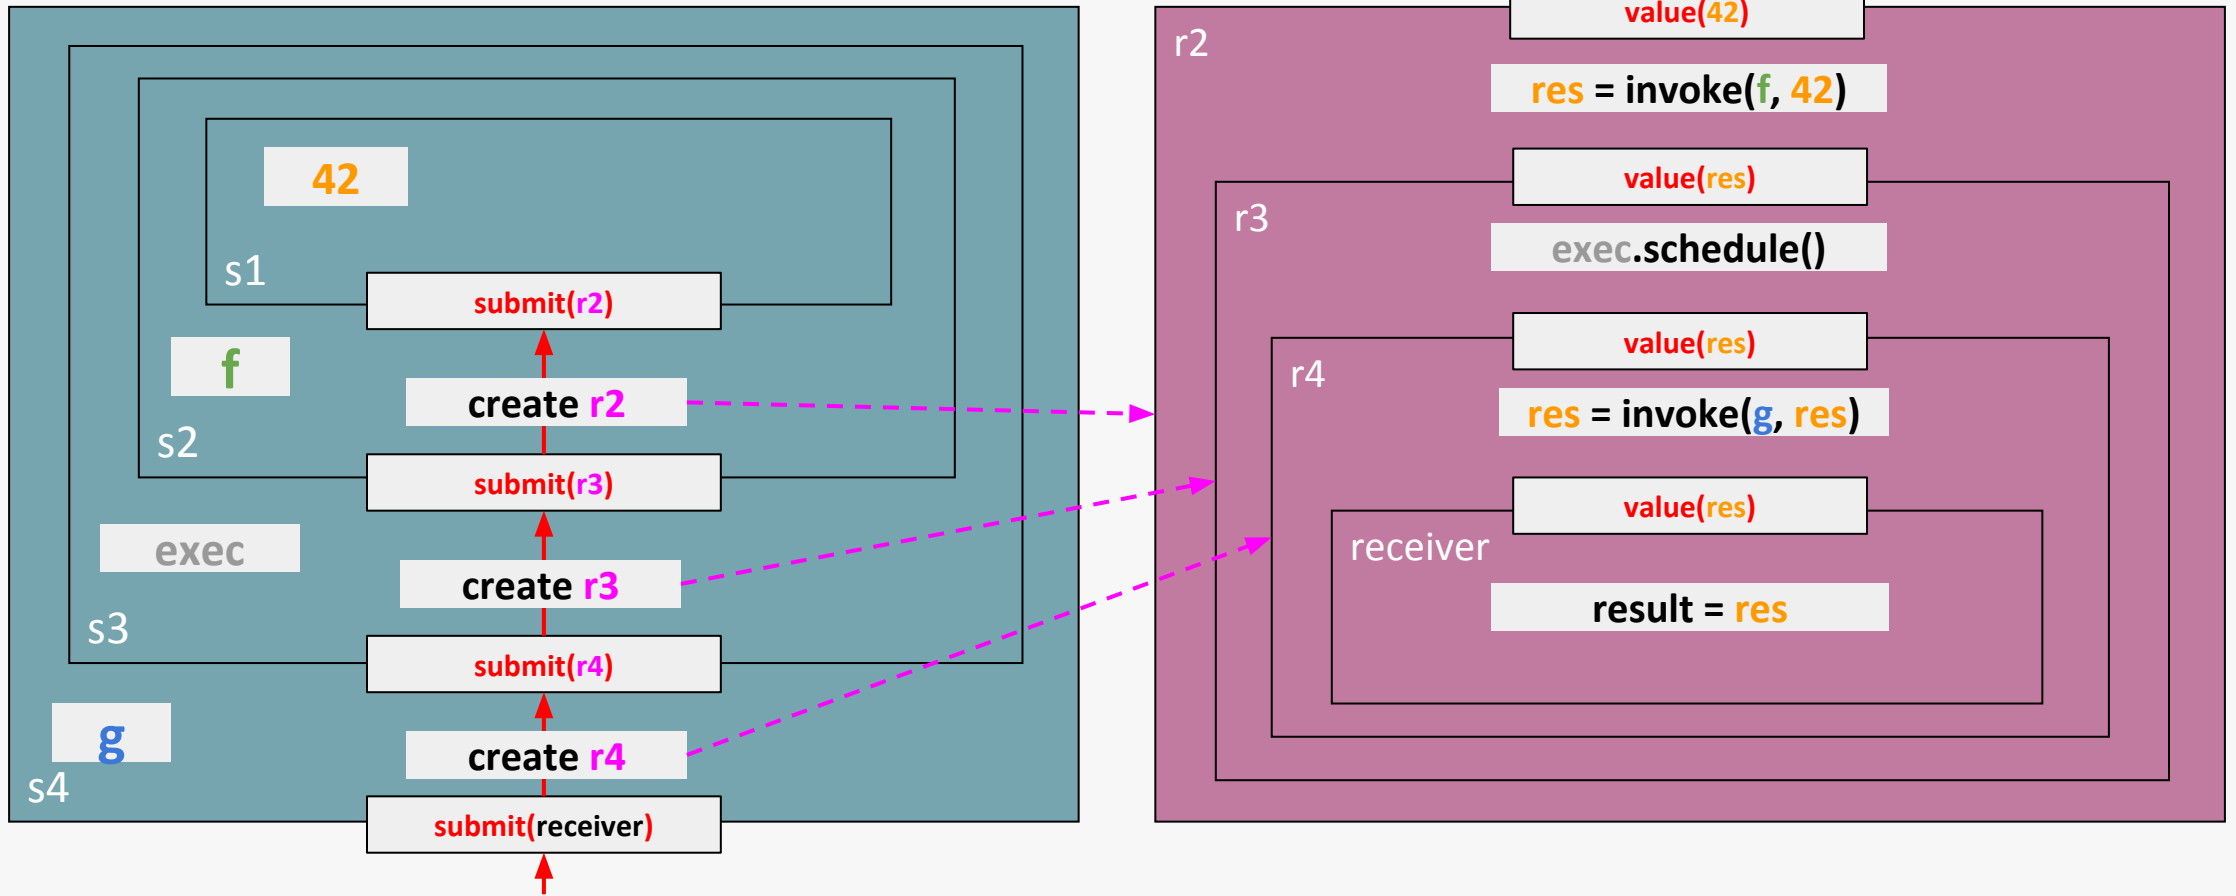 42
s1
submit(r2)
f
create r2
s2
submit(r3)
exec
create r3
s3
submit(r4)
g
create r4
s4
submit(receiver)
value(42)
r2
res = invoke(f, 42)
value(res)
r3
exec.schedule()
value(res)
r4
res = invoke(g, res)
value(res)
receiver
result = res